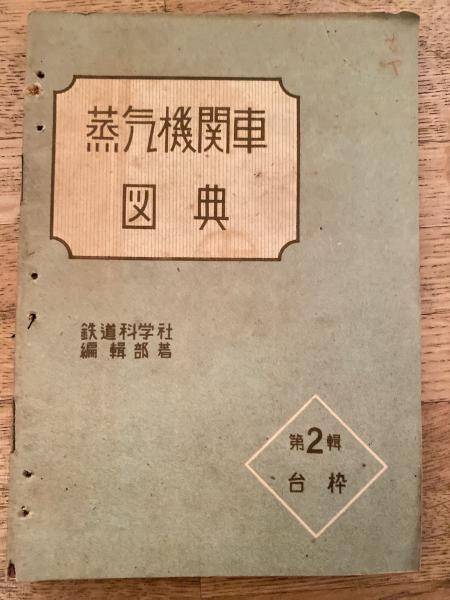 蒸気機関車
図典
鉄道科学社
編輯部著
第2輯
台枠